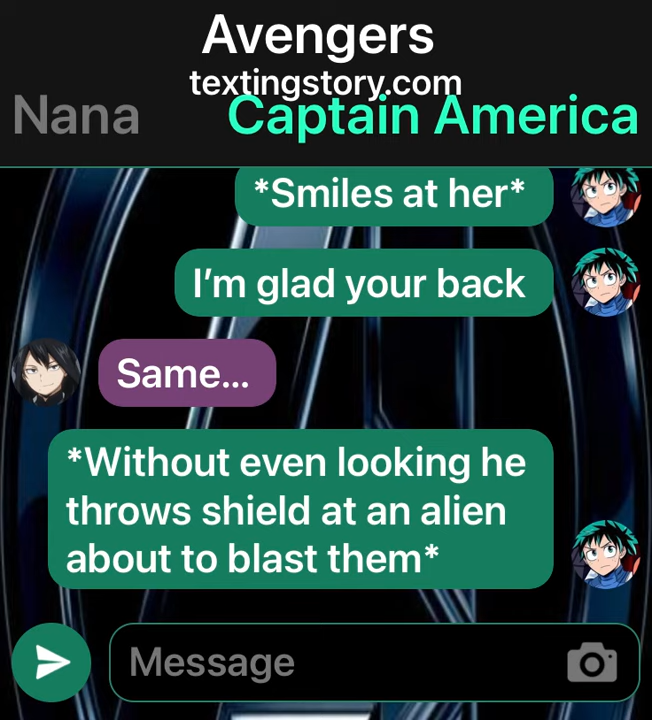 Avengers
textingstory.com
Nana
Captain America
*Smiles at her*
I’m glad your back
Same...
*Without even looking he
throws shield at an alien
about to blast them*
Message